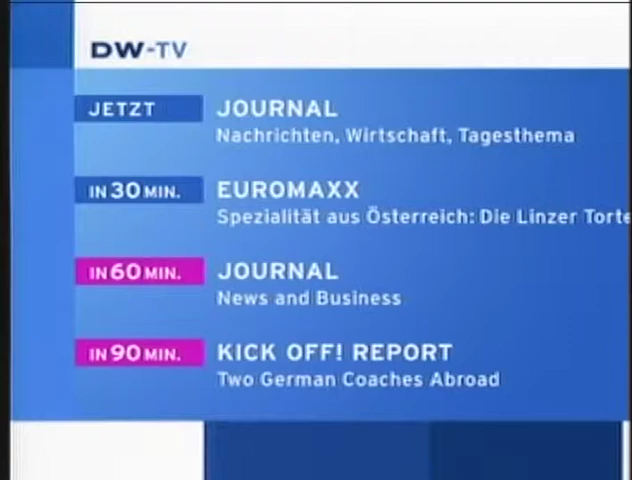 DW-TV
JETZT JOURNAL
Nachrichten, Wirtschaft, Tagesthema
IN 30 MIN. EUROMAXX
Spezialität aus Österreich: Die Linzer Torte
IN 60 MIN. JOURNAL
News and Business
IN 90 MIN. KICK OFF! REPORT
Two German Coaches Abroad